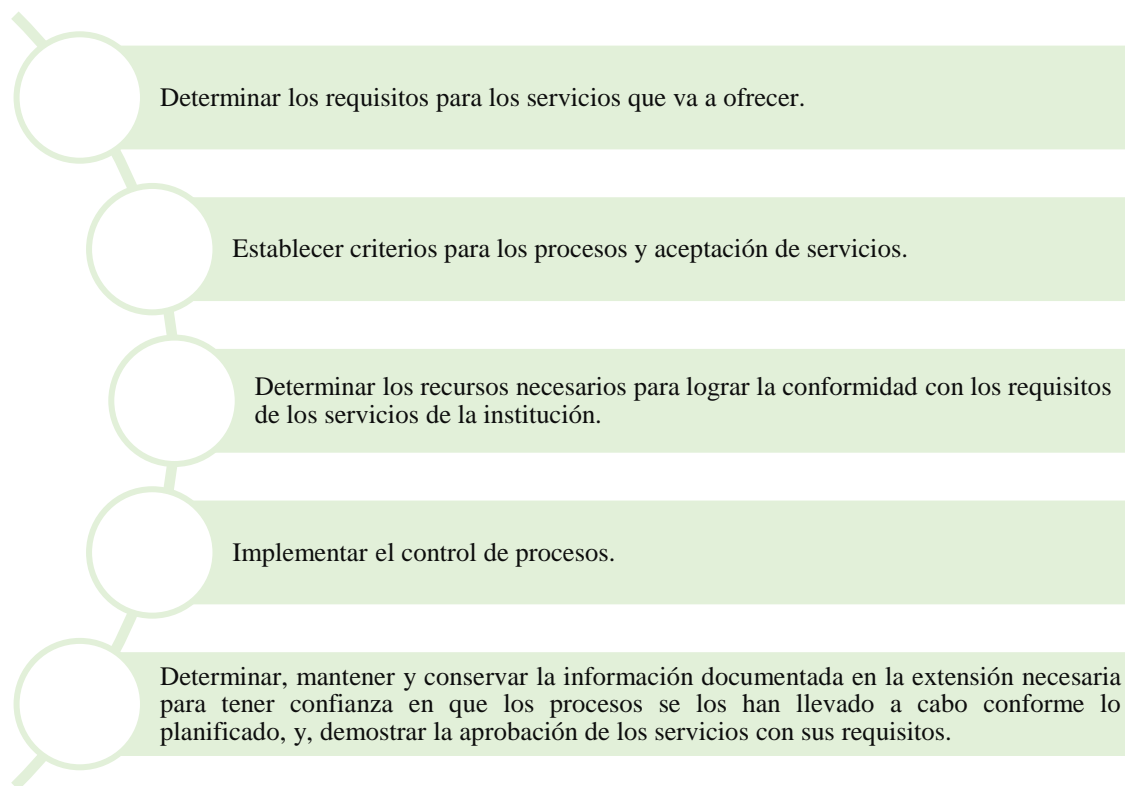 Determinar los requisitos para los servicios que va a ofrecer.
Establecer criterios para los procesos y aceptación de servicios.
Determinar los recursos necesarios para lograr la conformidad con los requisitos
de los servicios de la institución.
Implementar el control de procesos.
Determinar, mantener y conservar la información documentada en la extensión necesaria
para tener confianza en que los procesos se los han llevado a cabo conforme lo
planificado, y, demostrar la aprobación de los servicios con sus requisitos.